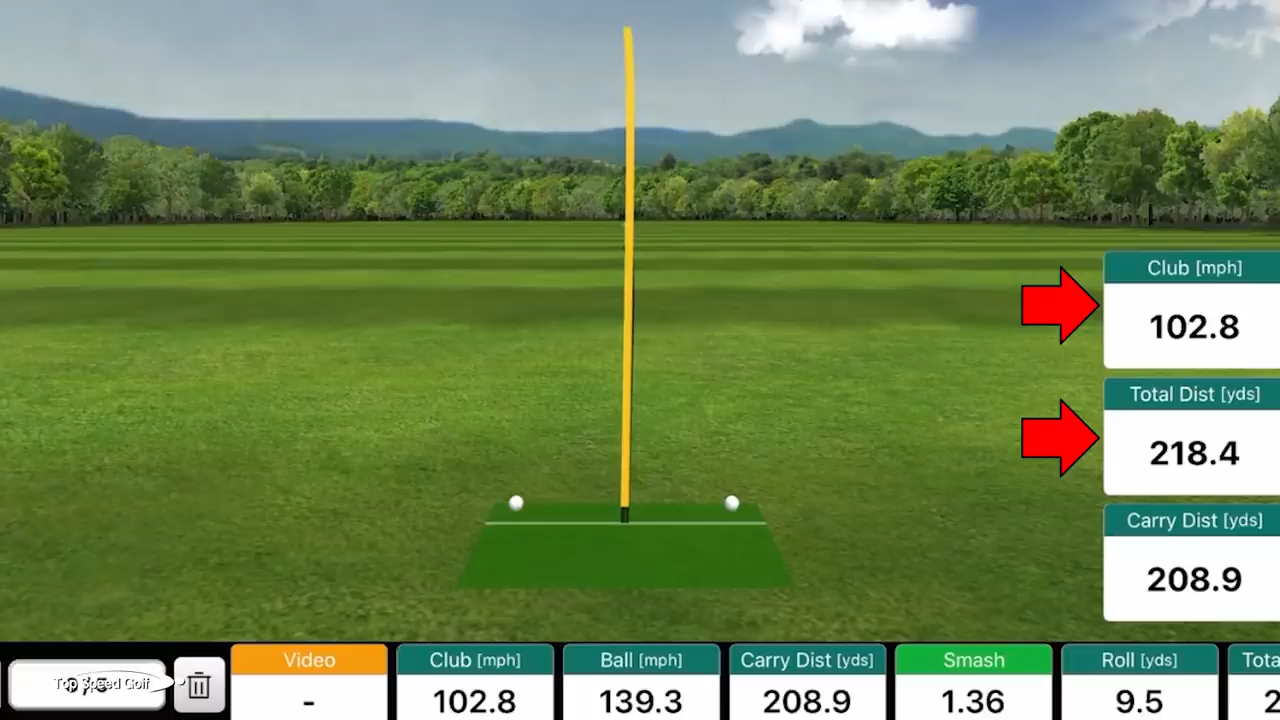 Club [mph]
102.8
Total Dist [yds]
218.4
Carry Dist [yds]
208.9
Video
-
Club [mph]
102.8
Ball [mph]
139.3
Carry Dist [yds]
208.9
Smash
1.36
Roll [yds]
9.5
Tota
2
Top Speed Golf